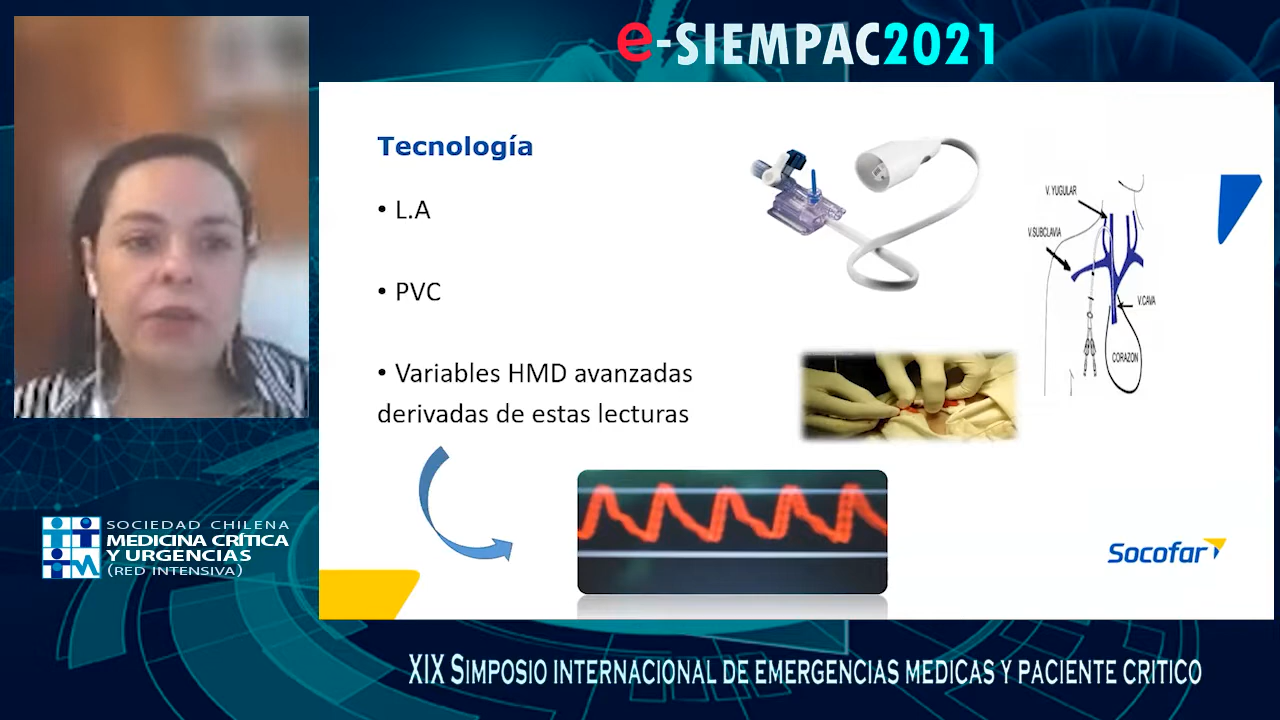 e-SIEMPAC2021
Tecnología
• L.A
• PVC
• Variables HMD avanzadas
derivadas de estas lecturas
V. YUGULAR
V.SUBCLAVIA
V.CAVA
CORAZON
Socofar
SOCIEDAD CHILENA
MEDICINA CRÍTICA
Y URGENCIAS
(RED INTENSIVA)
XIX SIMPOSIO INTERNACIONAL DE EMERGENCIAS MEDICAS Y PACIENTE CRITICO